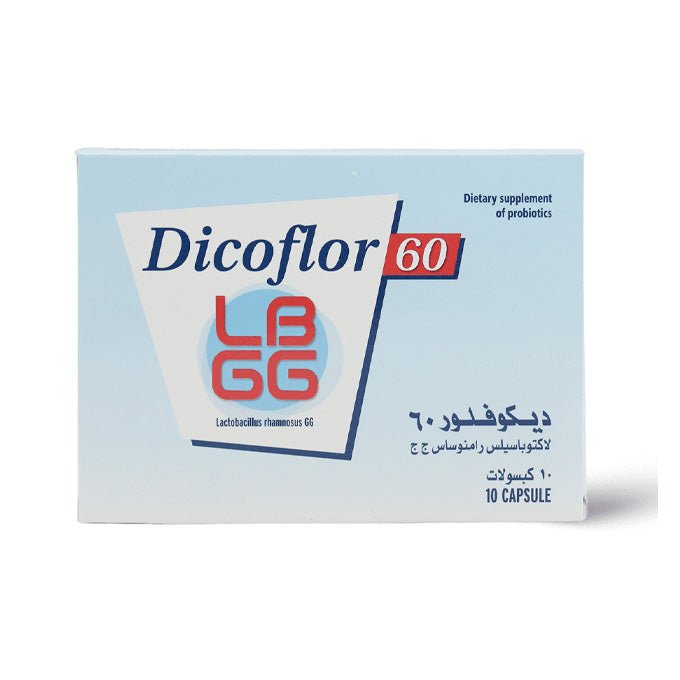 Dietary supplement
of probiotics
Dicoflor 60
LB
GG
Lactobacillus rhamnosus GG
ديكوفلور ٦٠
لاكتوباسيلس رامنوساس ج ج
١٠ كبسولات
10 CAPSULE